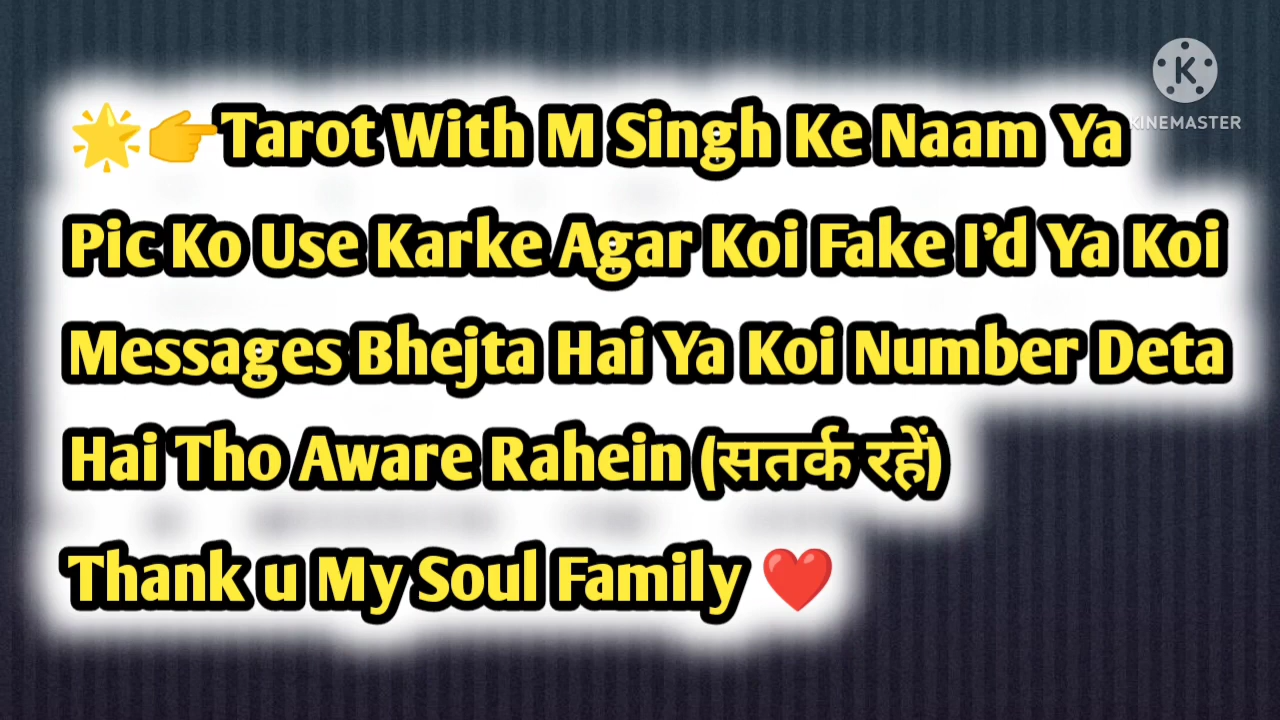 🌟👉Tarot With M Singh Ke Naam Ya
Pic Ko Use Karke Agar Koi Fake I'd Ya Koi
Messages Bhejta Hai Ya Koi Number Deta
Hai Tho Aware Rahein (सतर्क रहें)
Thank u My Soul Family ❤️
K
KINEMASTER